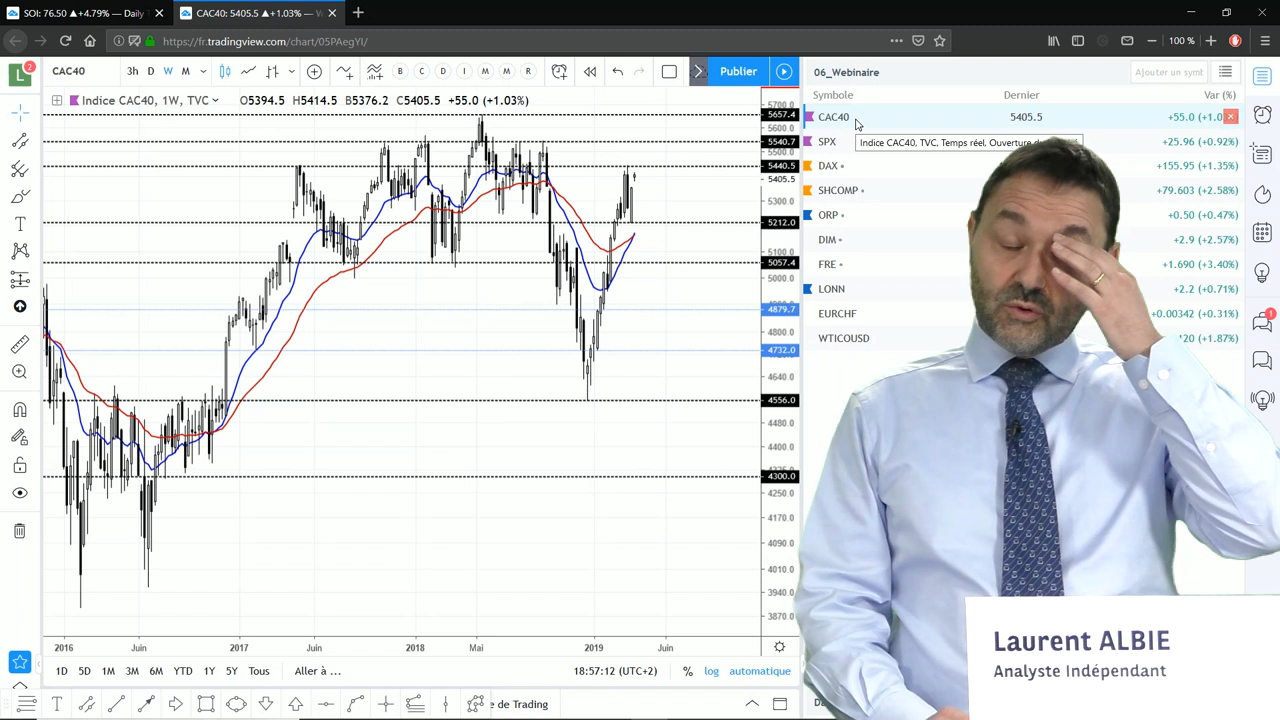 SOI: 76.50 ▲+4.79% — Daily T
CAC40: 5405.5 ▲+1.03% — V
https://fr.tradingview.com/chart/05PAegYI/
100 %
L
2
CAC40
3h D W M
B C D I M M R
Publier
06_Webinaire
Ajouter un symt
Indice CAC40, 1W, TVC
O5394.5 H5414.5 B5376.2 C5405.5 +55.0 (+1.03%)
Symbole Dernier Var (%)
CAC40 5405.5 +55.0 (+1.0
Indice CAC40, TVC, Temps réel, Ouverture
SPX +25.96 (+0.92%)
DAX +155.95 (+1.35%)
SHCOMP +79.603 (+2.58%)
ORP +0.50 (+0.47%)
DIM +2.9 (+2.57%)
FRE +1.690 (+3.40%)
LONN +2.2 (+0.71%)
EURCHF +0.00342 (+0.31%)
WTICOUSD 120 (+1.87%)
1
5700.0
5657.4
5600.0
5540.7
5500.0
5440.5
5405.5
5300.0
5212.0
5100.0
5057.4
5000.0
4879.7
4800.0
4732.0
4640.0
4556.0
4480.0
4400.0
4300.0
4250.0
4170.0
4090.0
4010.0
3940.0
3870.0
2016 Juin 2017 Juin 2018 Mai 2019 Juin
1D 5D 1M 3M 6M YTD 1Y 5Y Tous
Aller à ...
18:57:12 (UTC+2)
% log automatique
e de Trading
Laurent ALBIE
Analyste Indépendant